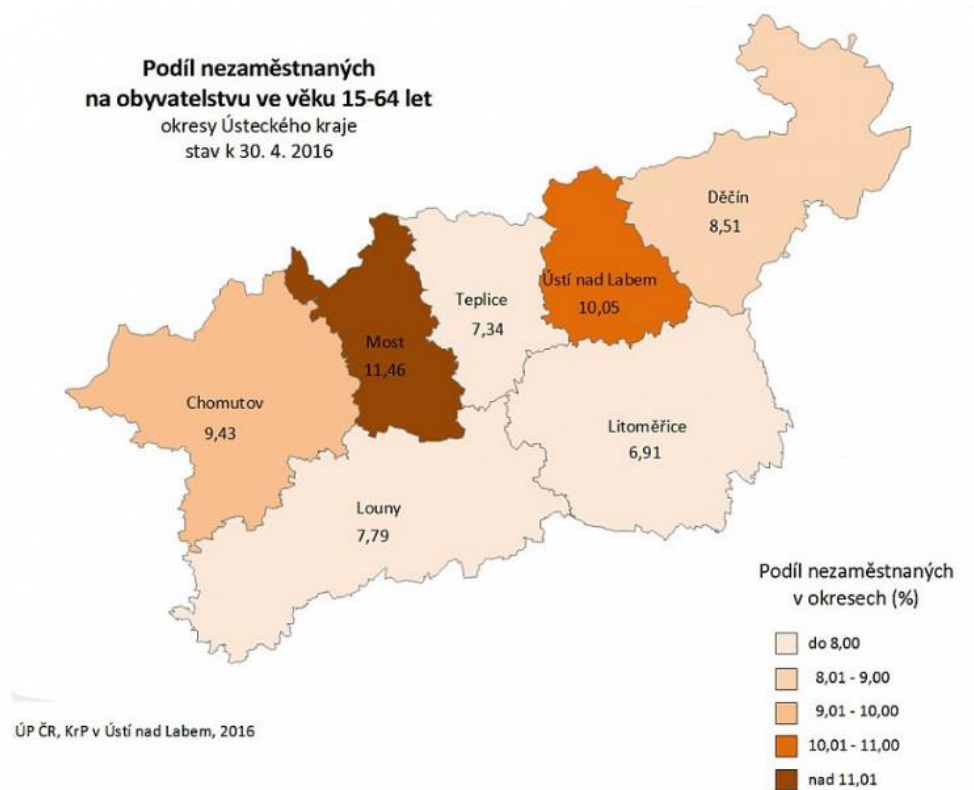 Podíl nezaměstnaných
na obyvatelstvu ve věku 15-64 let
okresy Ústeckého kraje
stav k 30. 4. 2016
Děčín
8,51
Ústí nad Labem
10,05
Teplice
7,34
Most
11,46
Chomutov
9,43
Litoměřice
6,91
Louny
7,79
Podíl nezaměstnaných
v okresech (%)
do 8,00
8,01 - 9,00
9,01 - 10,00
10,01 - 11,00
nad 11,01
ÚP ČR, KrP v Ústí nad Labem, 2016